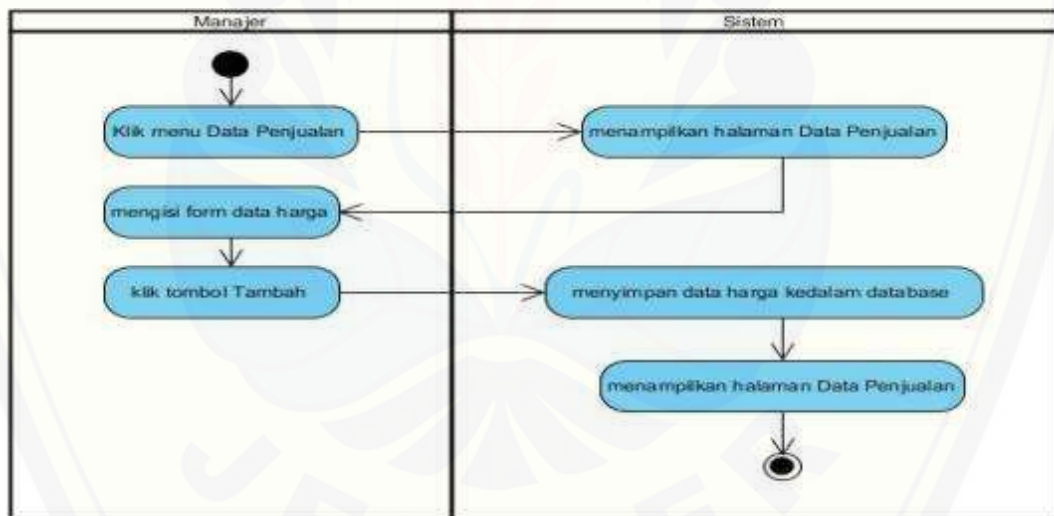 Manajer
Sistem
Klik menu Data Penjualan
menampilkan halaman Data Penjualan
mengisi form data harga
klik tombol Tambah
menyimpan data harga kedalam database
menampilkan halaman Data Penjualan